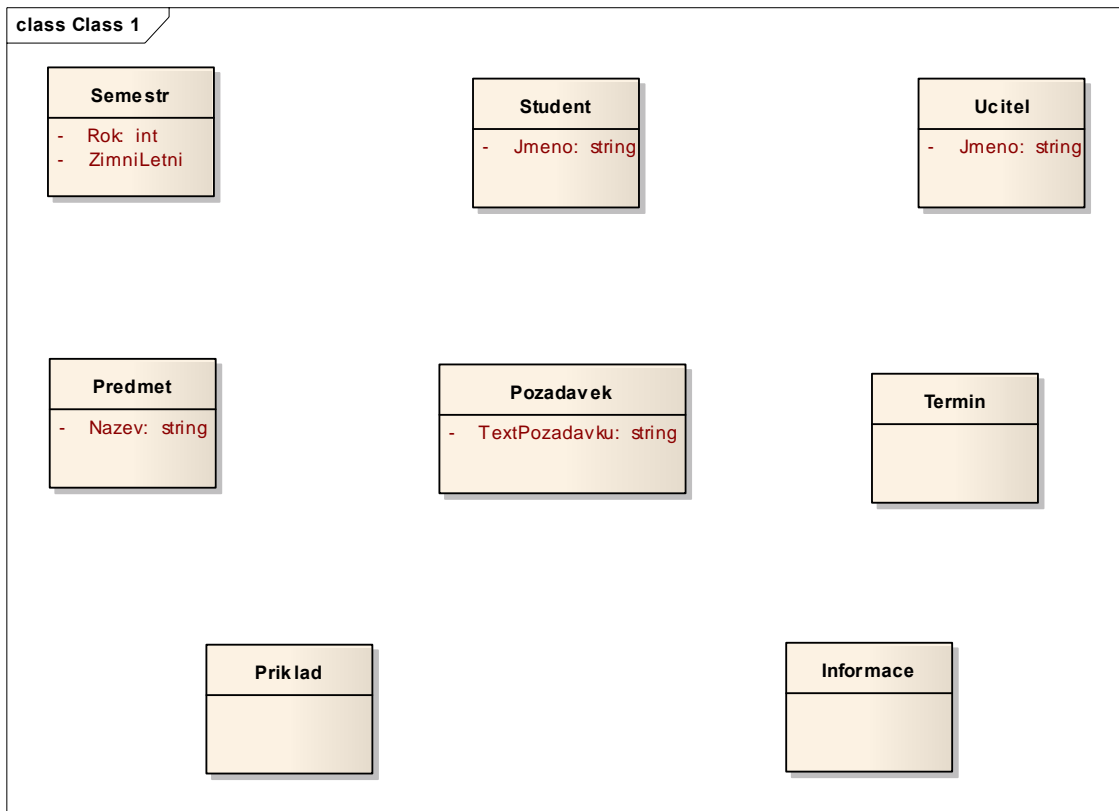 class Class 1
Semestr
- Rok: int
- ZimniLetni
Student
- Jmeno: string
Ucitel
- Jmeno: string
Predmet
- Nazev: string
Pozadavek
- TextPozadavku: string
Termin
Priklad
Informace